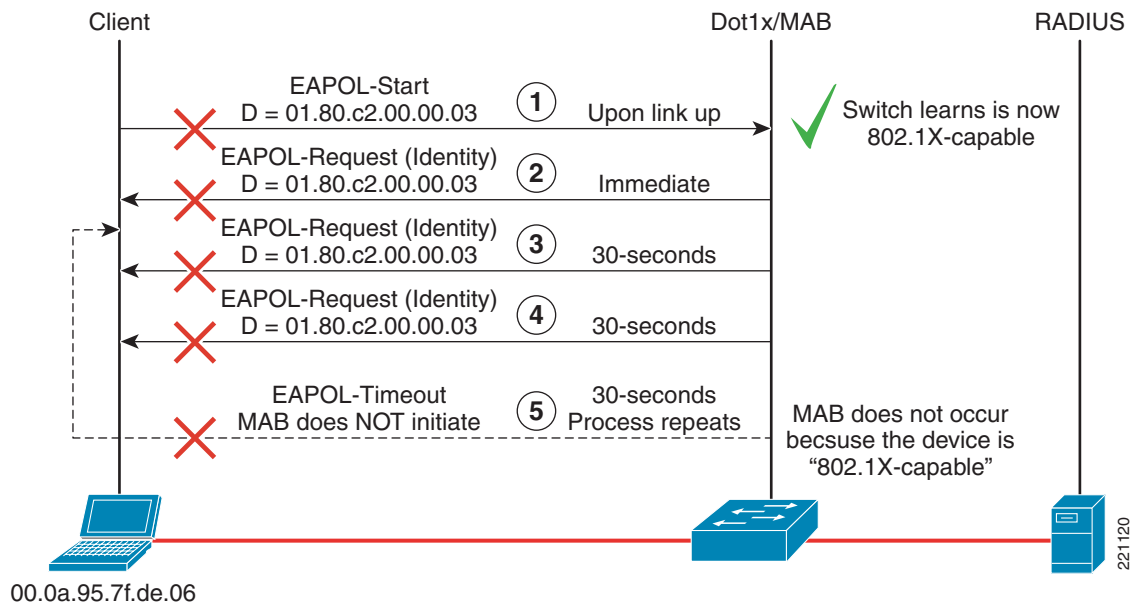 Client
Dot1x/MAB
RADIUS
EAPOL-Start
D = 01.80.c2.00.00.03
1
Upon link up
Switch learns is now
802.1X-capable
EAPOL-Request (Identity)
D = 01.80.c2.00.00.03
2
Immediate
EAPOL-Request (Identity)
D = 01.80.c2.00.00.03
3
30-seconds
EAPOL-Request (Identity)
D = 01.80.c2.00.00.03
4
30-seconds
EAPOL-Timeout
MAB does NOT initiate
5
30-seconds
Process repeats
MAB does not occur
becsuse the device is
“802.1X-capable”
221120
00.0a.95.7f.de.06